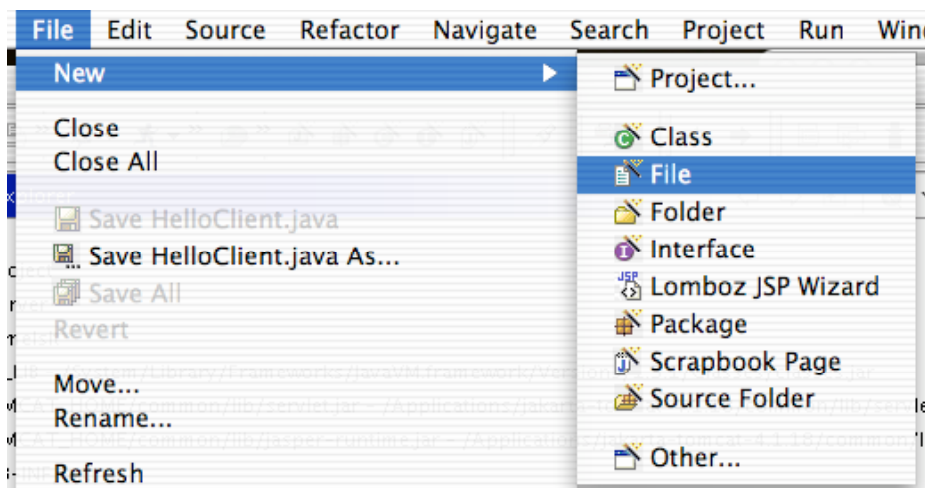 File Edit Source Refactor Navigate Search Project Run
New
Close
Close All
Save HelloClient.java
Save HelloClient.java As...
Save All
Revert
Move...
Rename...
Refresh
Project...
Class
File
Folder
Interface
Lomboz JSP Wizard
Package
Scrapbook Page
Source Folder
Other...